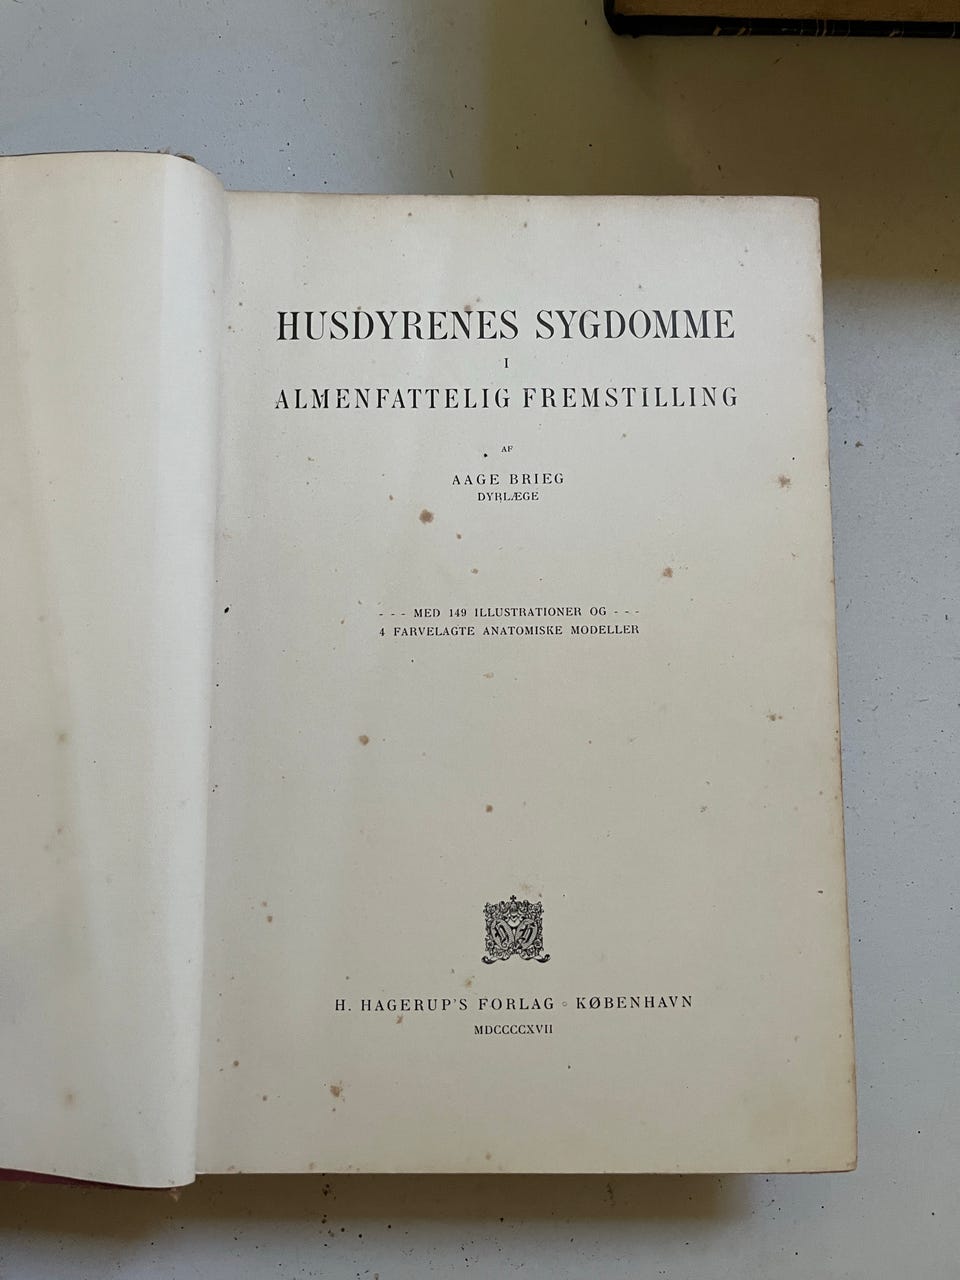 HUSDYRENES SYGDOMME
I
ALMENFATTELIG FREMSTILLING
AF
AAGE BRIEG
DYRLÆGE
- - - MED 149 ILLUSTRATIONER OG - - -
4 FARVELAGTE ANATOMISKE MODELLER
H. HAGERUP'S FORLAG ◦ KØBENHAVN
MDCCCCXVII